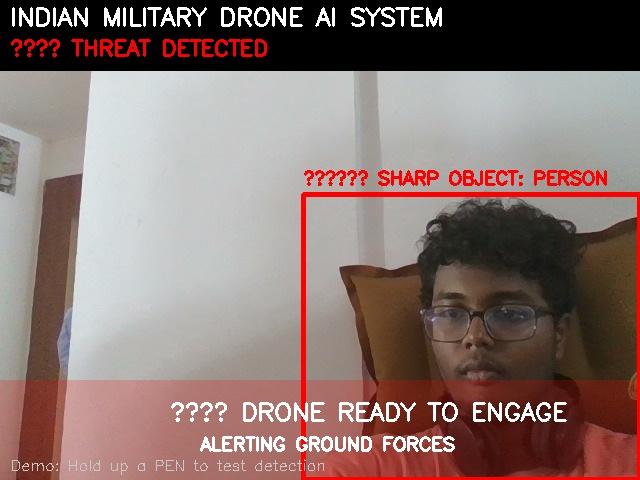 INDIAN MILITARY DRONE AI SYSTEM
???? THREAT DETECTED
?????? SHARP OBJECT: PERSON
???? DRONE READY TO ENGAGE
ALERTING GROUND FORCES
Demo: Hold up a PEN to test detection